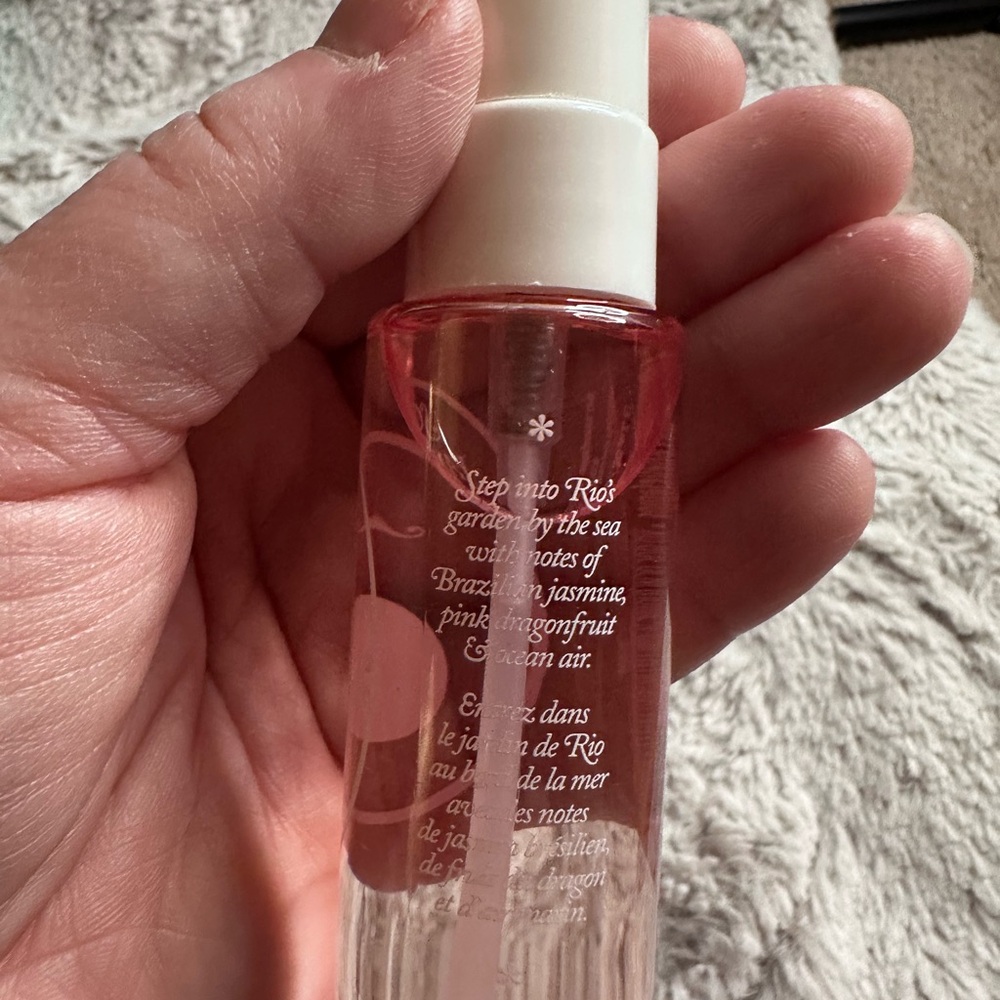 *
Step into Rio's
garden by the sea
with notes of
Brazilian jasmine,
pink dragonfruit
& ocean air.
Entrez dans
le jardin de Rio
au bord de la mer
avec des notes
de jasmin brésilien,
de fruit du dragon
et d'air marin.